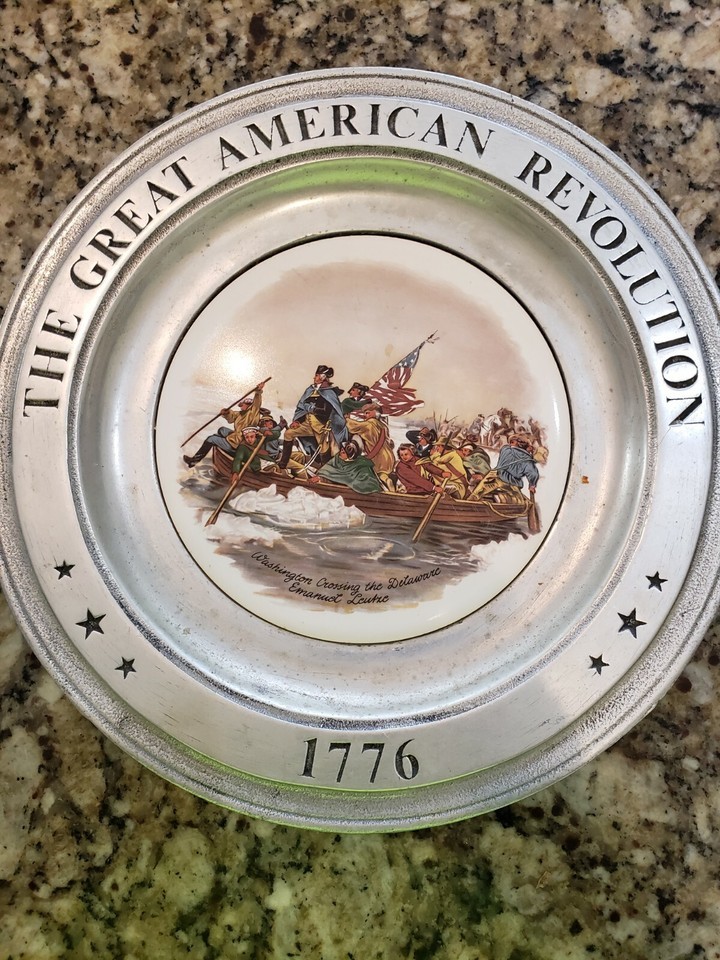 THE GREAT AMERICAN REVOLUTION
Washington Crossing the Delaware
Emanuel Leutze
1776